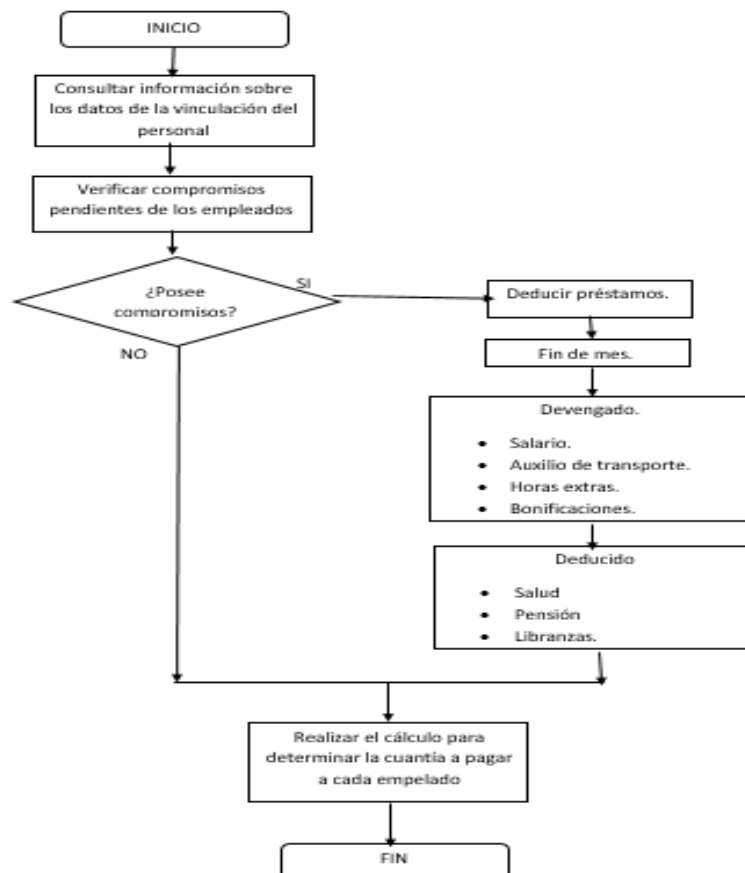 INICIO
Consultar información sobre
los datos de la vinculación del
personal
Verificar compromisos
pendientes de los empleados
¿Posee
compromisos?
SI
NO
Deducir préstamos.
Fin de mes.
Devengado.
• Salario.
• Auxilio de transporte.
• Horas extras.
• Bonificaciones.
Deducido
• Salud
• Pensión
• Libranzas.
Realizar el cálculo para
determinar la cuantía a pagar
a cada empelado
FIN